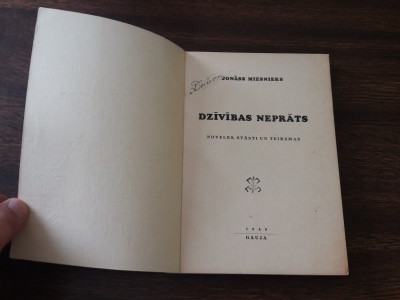 JONĀSS MIESNIEKS
DZĪVĪBAS NEPRĀTS
NOVELES, STĀSTI UN TEIKSMAS
GAUJA